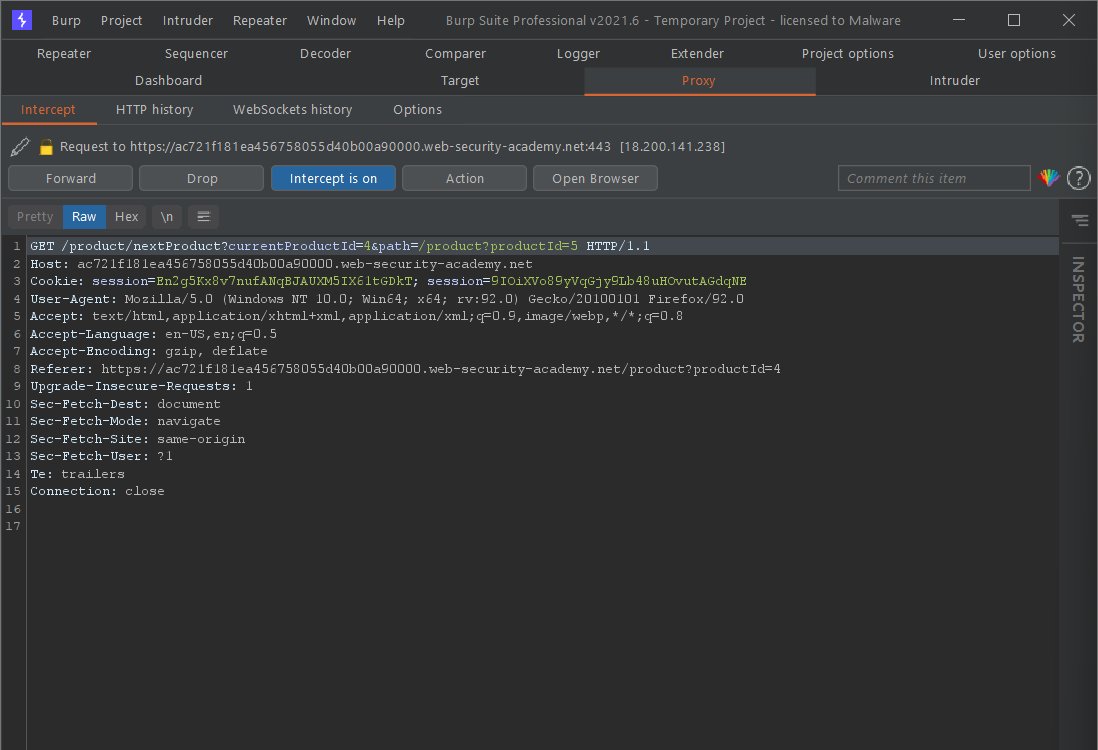 Burp Project Intruder Repeater Window Help Burp Suite Professional v2021.6 - Temporary Project - licensed to Malware
Repeater Sequencer Decoder Comparer Logger Extender Project options User options
Dashboard Target Proxy Intruder
Intercept HTTP history WebSockets history Options
Request to https://ac721f181ea456758055d40b00a90000.web-security-academy.net:443 [18.200.141.238]
Forward Drop Intercept is on Action Open Browser Comment this item ?
Pretty Raw Hex \n
1 GET /product/nextProduct?currentProductId=4&path=/product?productId=5 HTTP/1.1
2 Host: ac721f181ea456758055d40b00a90000.web-security-academy.net
3 Cookie: session=En2g5Kx8v7nufANqBJAUXM5IX61tGDkT; session=9IOiXVo89yVqGjy9Lb48uHOvutAGdqNE
4 User-Agent: Mozilla/5.0 (Windows NT 10.0; Win64; x64; rv:92.0) Gecko/20100101 Firefox/92.0
5 Accept: text/html,application/xhtml+xml,application/xml;q=0.9,image/webp,*/*;q=0.8
6 Accept-Language: en-US,en;q=0.5
7 Accept-Encoding: gzip, deflate
8 Referer: https://ac721f181ea456758055d40b00a90000.web-security-academy.net/product?productId=4
9 Upgrade-Insecure-Requests: 1
10 Sec-Fetch-Dest: document
11 Sec-Fetch-Mode: navigate
12 Sec-Fetch-Site: same-origin
13 Sec-Fetch-User: ?1
14 Te: trailers
15 Connection: close
16
17
INSPECTOR